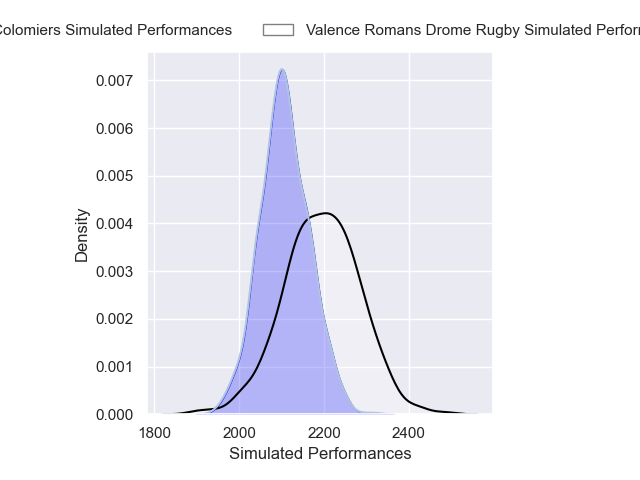 Colomiers Simulated Performances
Valence Romans Drome Rugby Simulated
0.007
0.006
0.005
0.004
0.003
0.002
0.001
0.000
Density
1800 2000 2200 2400
Simulated Performances